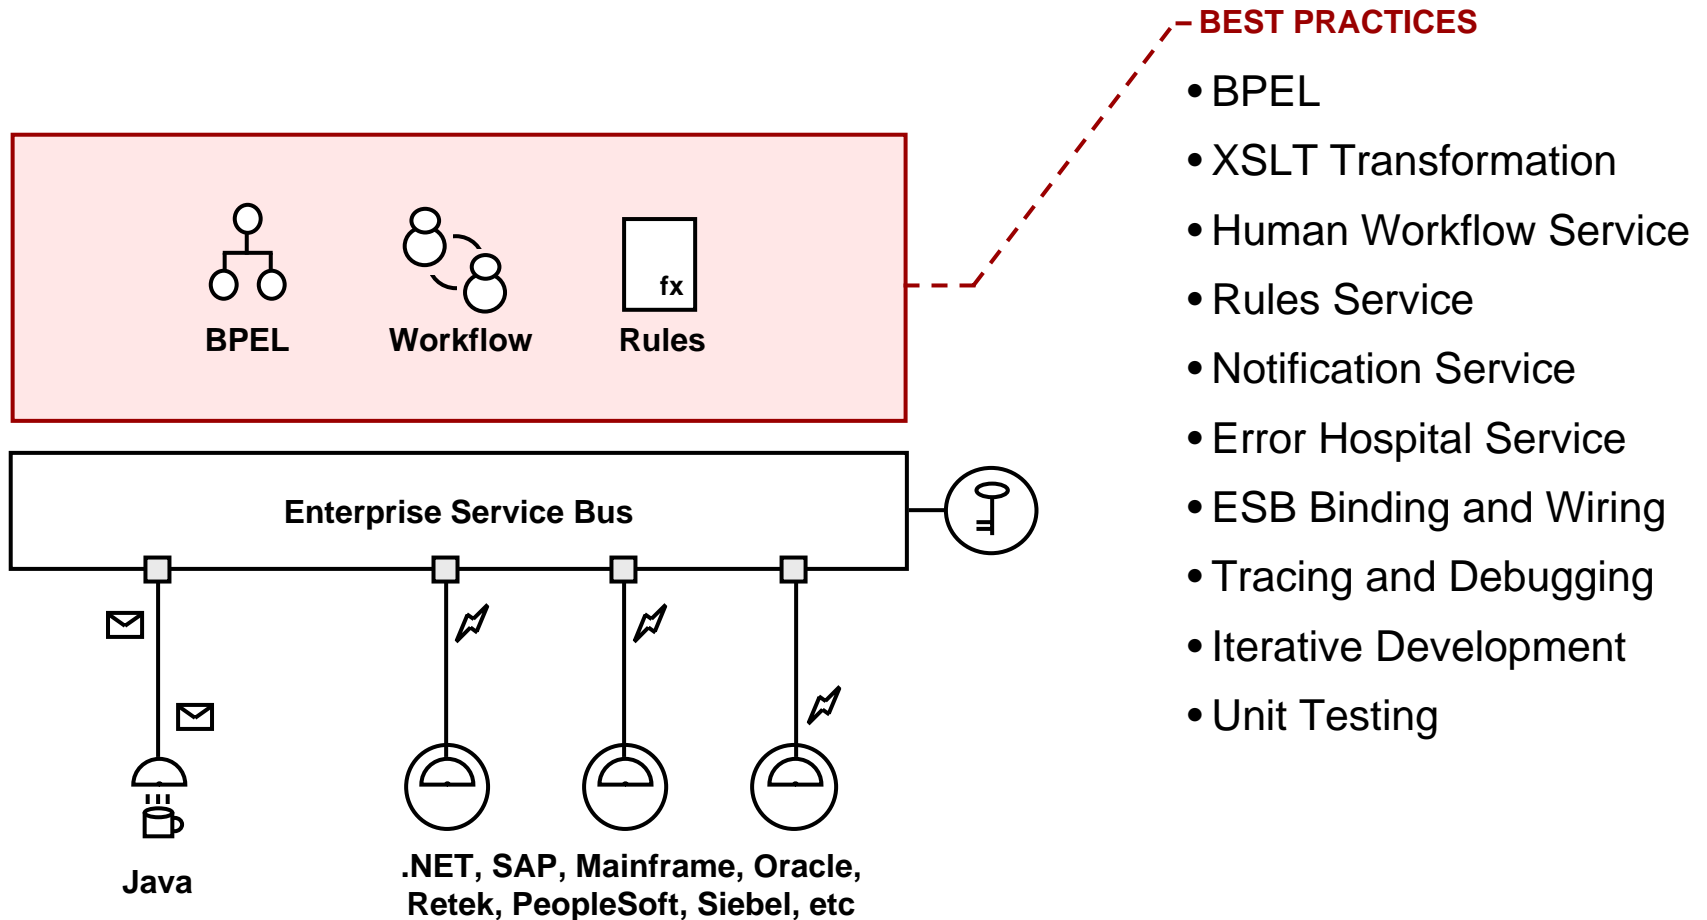 BEST PRACTICES
• BPEL
• XSLT Transformation
• Human Workflow Service
• Rules Service
• Notification Service
• Error Hospital Service
• ESB Binding and Wiring
• Tracing and Debugging
• Iterative Development
• Unit Testing
fx
BPEL
Workflow
Rules
Enterprise Service Bus
Java
.NET, SAP, Mainframe, Oracle,
Retek, PeopleSoft, Siebel, etc